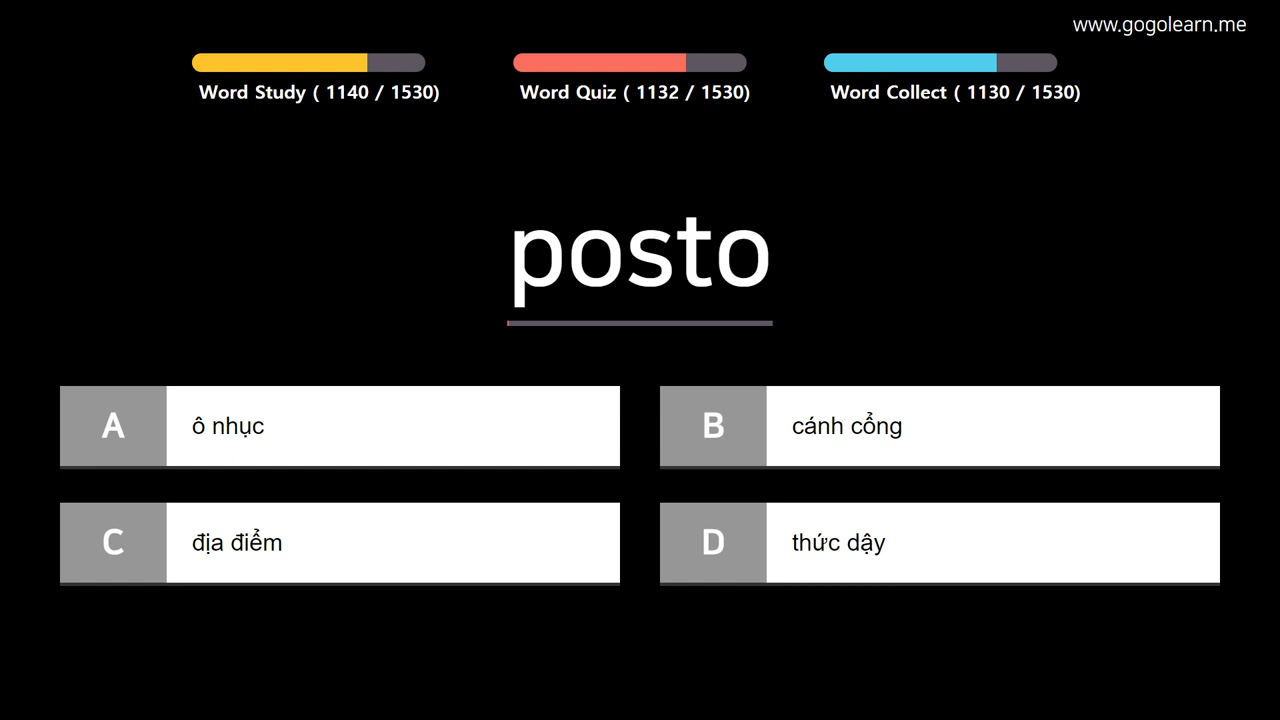 www.gogolearn.me
Word Study ( 1140 / 1530)
Word Quiz ( 1132 / 1530)
Word Collect ( 1130 / 1530)
posto
A
ô nhục
B
cánh cổng
C
địa điểm
D
thức dậy